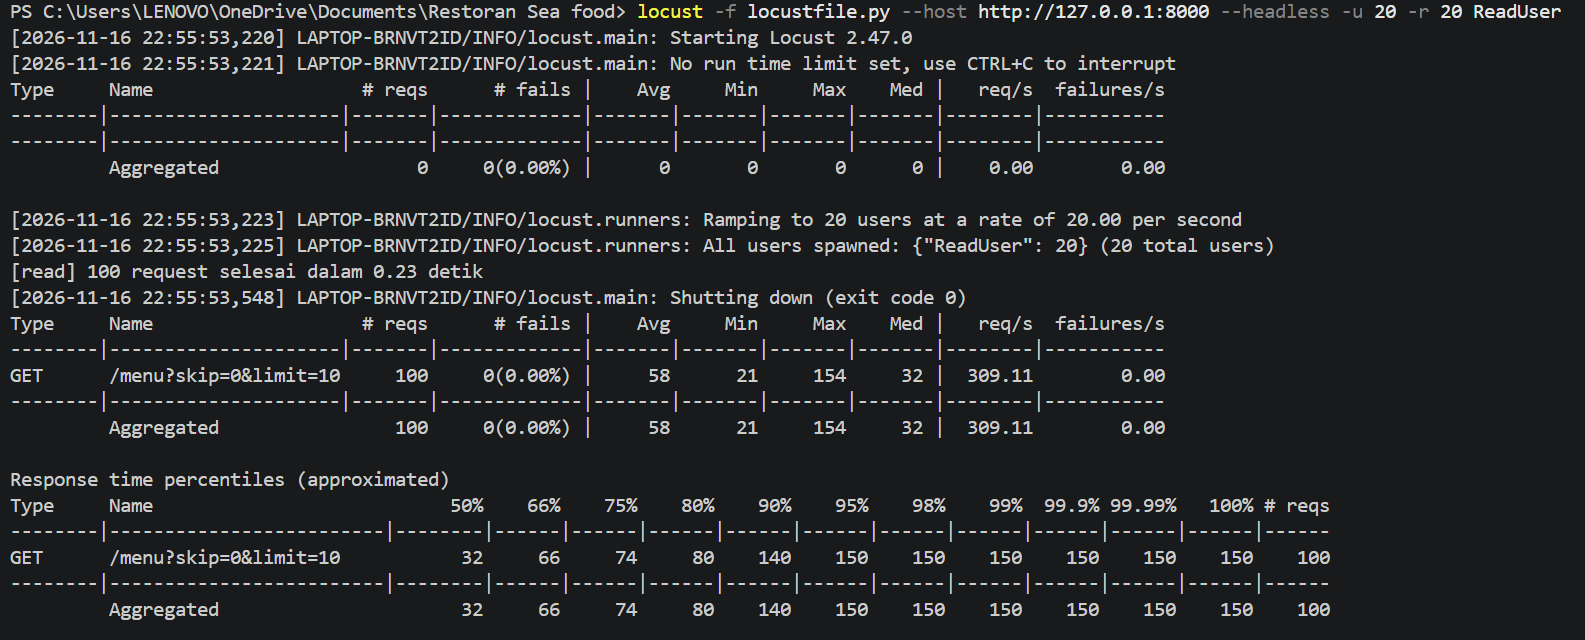 PS C:\Users\LENOVO\OneDrive\Documents\Restoran Sea food> locust -f locustfile.py --host http://127.0.0.1:8000 --headless -u 20 -r 20 ReadUser
[2026-11-16 22:55:53,220] LAPTOP-BRNVT2ID/INFO/locust.main: Starting Locust 2.47.0
[2026-11-16 22:55:53,221] LAPTOP-BRNVT2ID/INFO/locust.main: No run time limit set, use CTRL+C to interrupt
Type     Name                   # reqs      # fails |    Avg     Min     Max    Med |   req/s  failures/s
--------|---------------------|-------|-------------|-------|-------|-------|-------|--------|-----------
--------|---------------------|-------|-------------|-------|-------|-------|-------|--------|-----------
         Aggregated                  0     0(0.00%) |      0       0       0      0 |    0.00        0.00

[2026-11-16 22:55:53,223] LAPTOP-BRNVT2ID/INFO/locust.runners: Ramping to 20 users at a rate of 20.00 per second
[2026-11-16 22:55:53,225] LAPTOP-BRNVT2ID/INFO/locust.runners: All users spawned: {"ReadUser": 20} (20 total users)
[read] 100 request selesai dalam 0.23 detik
[2026-11-16 22:55:53,548] LAPTOP-BRNVT2ID/INFO/locust.main: Shutting down (exit code 0)
Type     Name                   # reqs      # fails |    Avg     Min     Max    Med |   req/s  failures/s
--------|---------------------|-------|-------------|-------|-------|-------|-------|--------|-----------
GET      /menu?skip=0&limit=10     100     0(0.00%) |     58      21     154     32 |  309.11        0.00
--------|---------------------|-------|-------------|-------|-------|-------|-------|--------|-----------
         Aggregated                100     0(0.00%) |     58      21     154     32 |  309.11        0.00

Response time percentiles (approximated)
Type     Name                           50%    66%    75%    80%    90%    95%    98%    99%  99.9% 99.99%   100% # reqs
--------|-------------------------|--------|------|------|------|------|------|------|------|------|------|------|------
GET      /menu?skip=0&limit=10           32     66     74     80    140    150    150    150    150    150    150    100
--------|-------------------------|--------|------|------|------|------|------|------|------|------|------|------|------
         Aggregated                      32     66     74     80    140    150    150    150    150    150    150    100